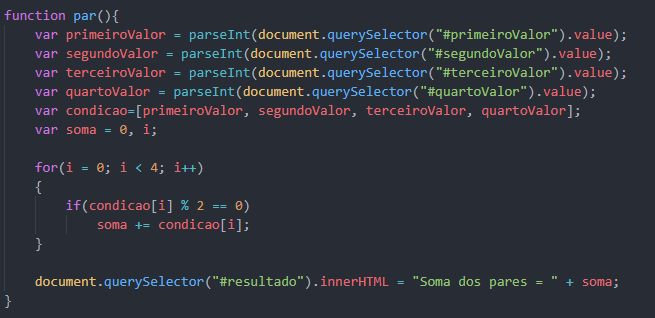 function par(){
    var primeiroValor = parseInt(document.querySelector("#primeiroValor").value);
    var segundoValor = parseInt(document.querySelector("#segundoValor").value);
    var terceiroValor = parseInt(document.querySelector("#terceiroValor").value);
    var quartoValor = parseInt(document.querySelector("#quartoValor").value);
    var condicao=[primeiroValor, segundoValor, terceiroValor, quartoValor];
    var soma = 0, i;

    for(i = 0; i < 4; i++)
    {
        if(condicao[i] % 2 == 0)
            soma += condicao[i];
    }

    document.querySelector("#resultado").innerHTML = "Soma dos pares = " + soma;
}